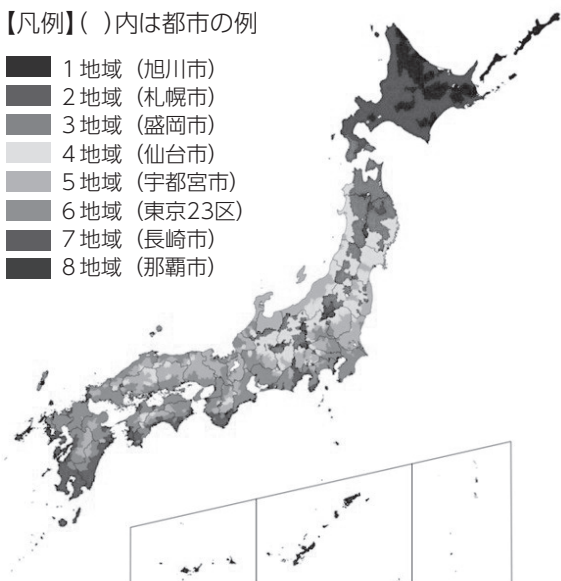 【凡例】( )内は都市の例
1地域 (旭川市)
2地域 (札幌市)
3地域 (盛岡市)
4地域 (仙台市)
5地域 (宇都宮市)
6地域 (東京23区)
7地域 (長崎市)
8地域 (那覇市)